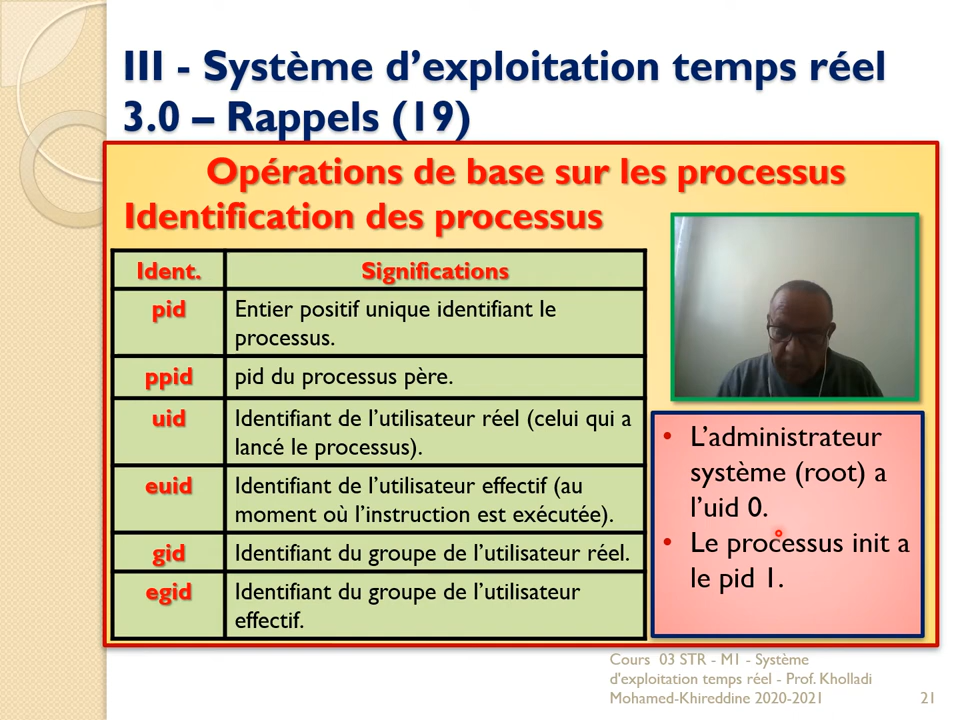 III - Système d’exploitation temps réel
3.0 – Rappels (19)
Opérations de base sur les processus
Identification des processus
Ident. Significations
pid Entier positif unique identifiant le
processus.
ppid pid du processus père.
uid Identifiant de l’utilisateur réel (celui qui a
lancé le processus).
euid Identifiant de l’utilisateur effectif (au
moment où l’instruction est exécutée).
gid Identifiant du groupe de l’utilisateur réel.
egid Identifiant du groupe de l’utilisateur
effectif.
• L’administrateur
système (root) a
l’uid 0.
• Le processus init a
le pid 1.
Cours 03 STR - M1 - Système
d'exploitation temps réel - Prof. Kholladi
Mohamed-Khireddine 2020-2021
21